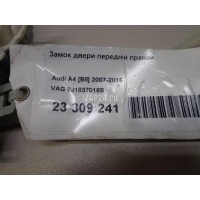 Замок двери передней правой
Audi A4 [B8] 2007-2015
VAG 8J1837016B
23 309 241